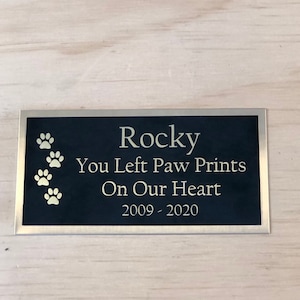 Rocky
You Left Paw Prints
On Our Heart
2009 - 2020